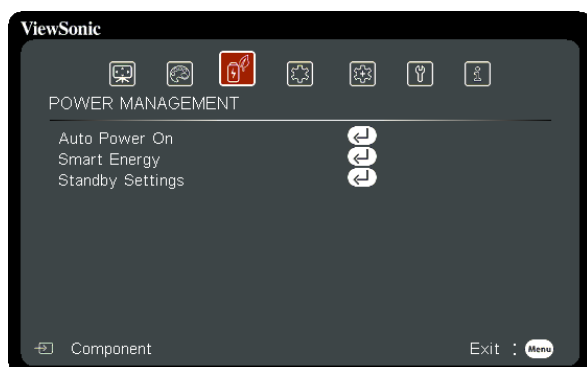 ViewSonic
POWER MANAGEMENT
Auto Power On
Smart Energy
Standby Settings
Component
Exit : Menu